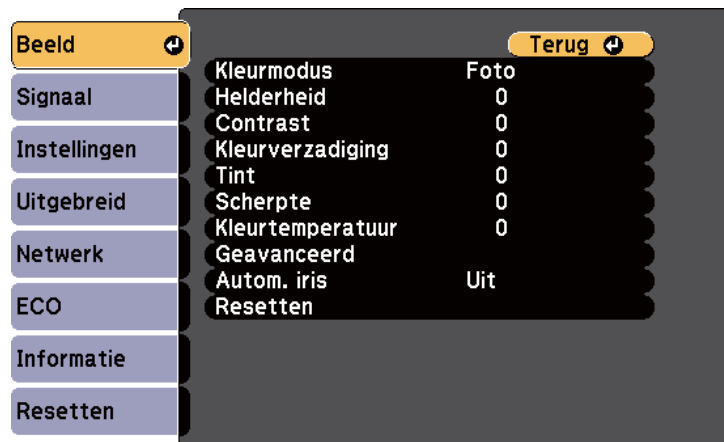 Beeld
Signaal
Instellingen
Uitgebreid
Netwerk
ECO
Informatie
Resetten
Terug
Kleurmodus Foto
Helderheid 0
Contrast 0
Kleurverzadiging 0
Tint 0
Scherpte 0
Kleurtemperatuur 0
Geavanceerd
Autom. iris Uit
Resetten